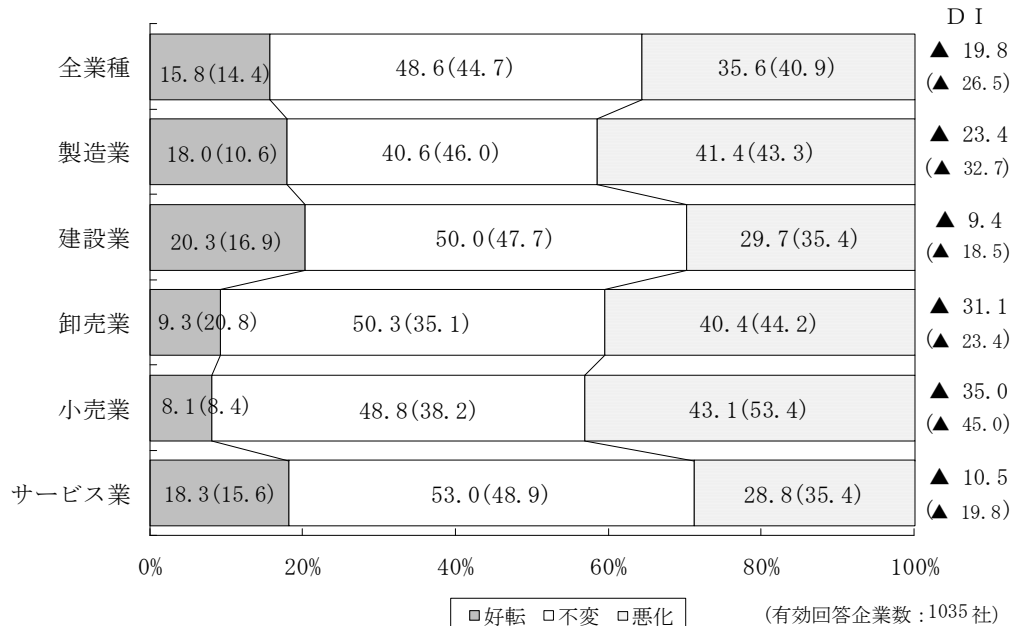 ＤＩ
全業種 15.8(14.4) 48.6(44.7) 35.6(40.9) ▲ 19.8
(▲ 26.5)
製造業 18.0(10.6) 40.6(46.0) 41.4(43.3) ▲ 23.4
(▲ 32.7)
建設業 20.3(16.9) 50.0(47.7) 29.7(35.4) ▲ 9.4
(▲ 18.5)
卸売業 9.3(20.8) 50.3(35.1) 40.4(44.2) ▲ 31.1
(▲ 23.4)
小売業 8.1(8.4) 48.8(38.2) 43.1(53.4) ▲ 35.0
(▲ 45.0)
サービス業 18.3(15.6) 53.0(48.9) 28.8(35.4) ▲ 10.5
(▲ 19.8)
0% 20% 40% 60% 80% 100%
好転 不変 悪化 (有効回答企業数：1035社)